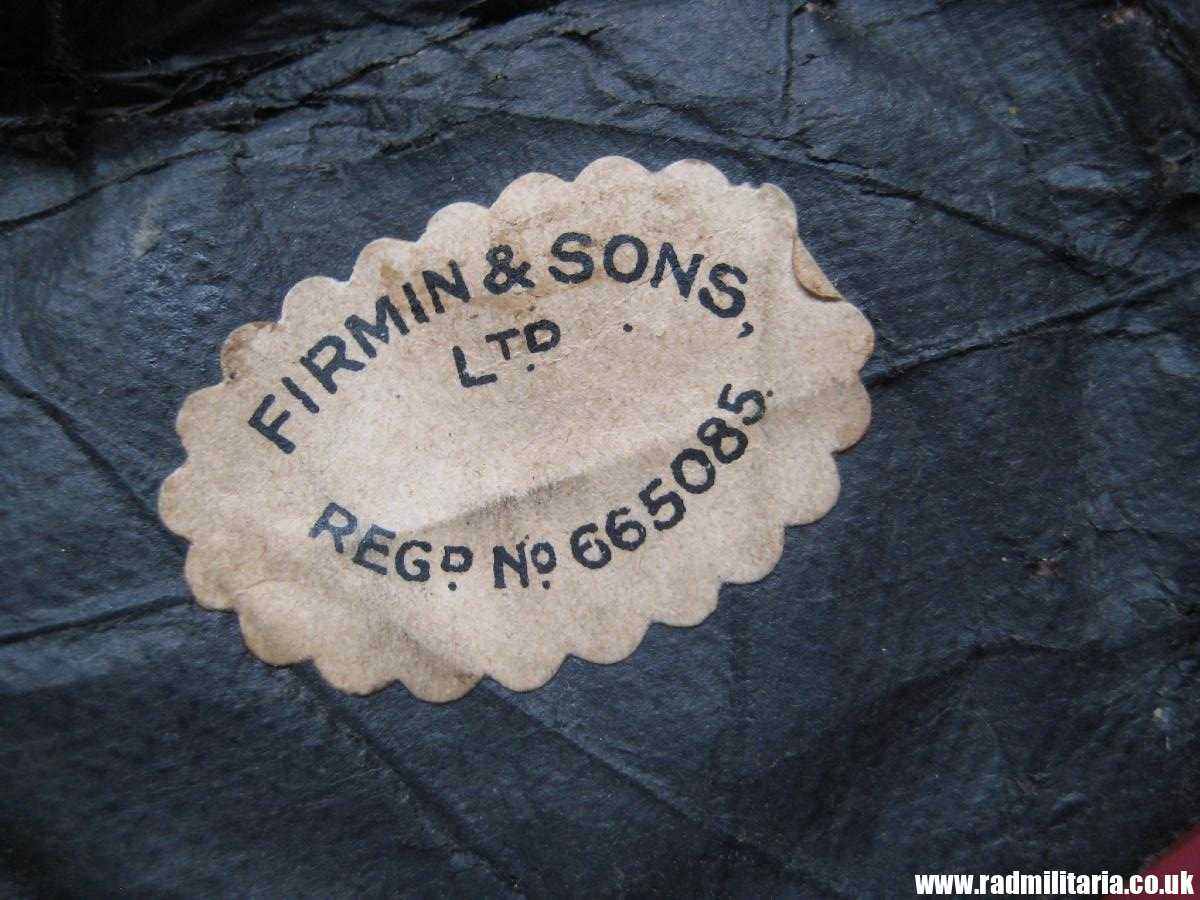 FIRMIN & SONS,
LTD
REGD NO 665085.
www.radmilitaria.co.uk